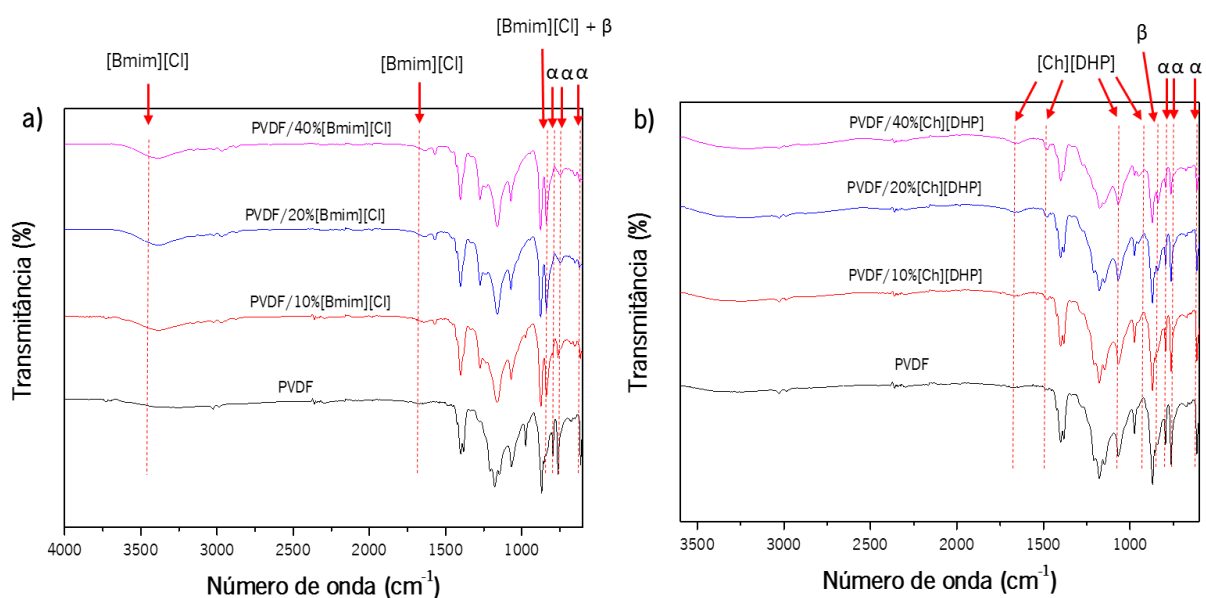 [Bmim][Cl] + β
[Bmim][Cl]
[Bmim][Cl]
α α α
a)
PVDF/40%[Bmim][Cl]
PVDF/20%[Bmim][Cl]
PVDF/10%[Bmim][Cl]
PVDF
Transmitância (%)
4000 3500 3000 2500 2000 1500 1000
Número de onda (cm⁻¹)
β
[Ch][DHP]
α α α
b)
PVDF/40%[Ch][DHP]
PVDF/20%[Ch][DHP]
PVDF/10%[Ch][DHP]
PVDF
Transmitância (%)
3500 3000 2500 2000 1500 1000
Número de onda (cm⁻¹)